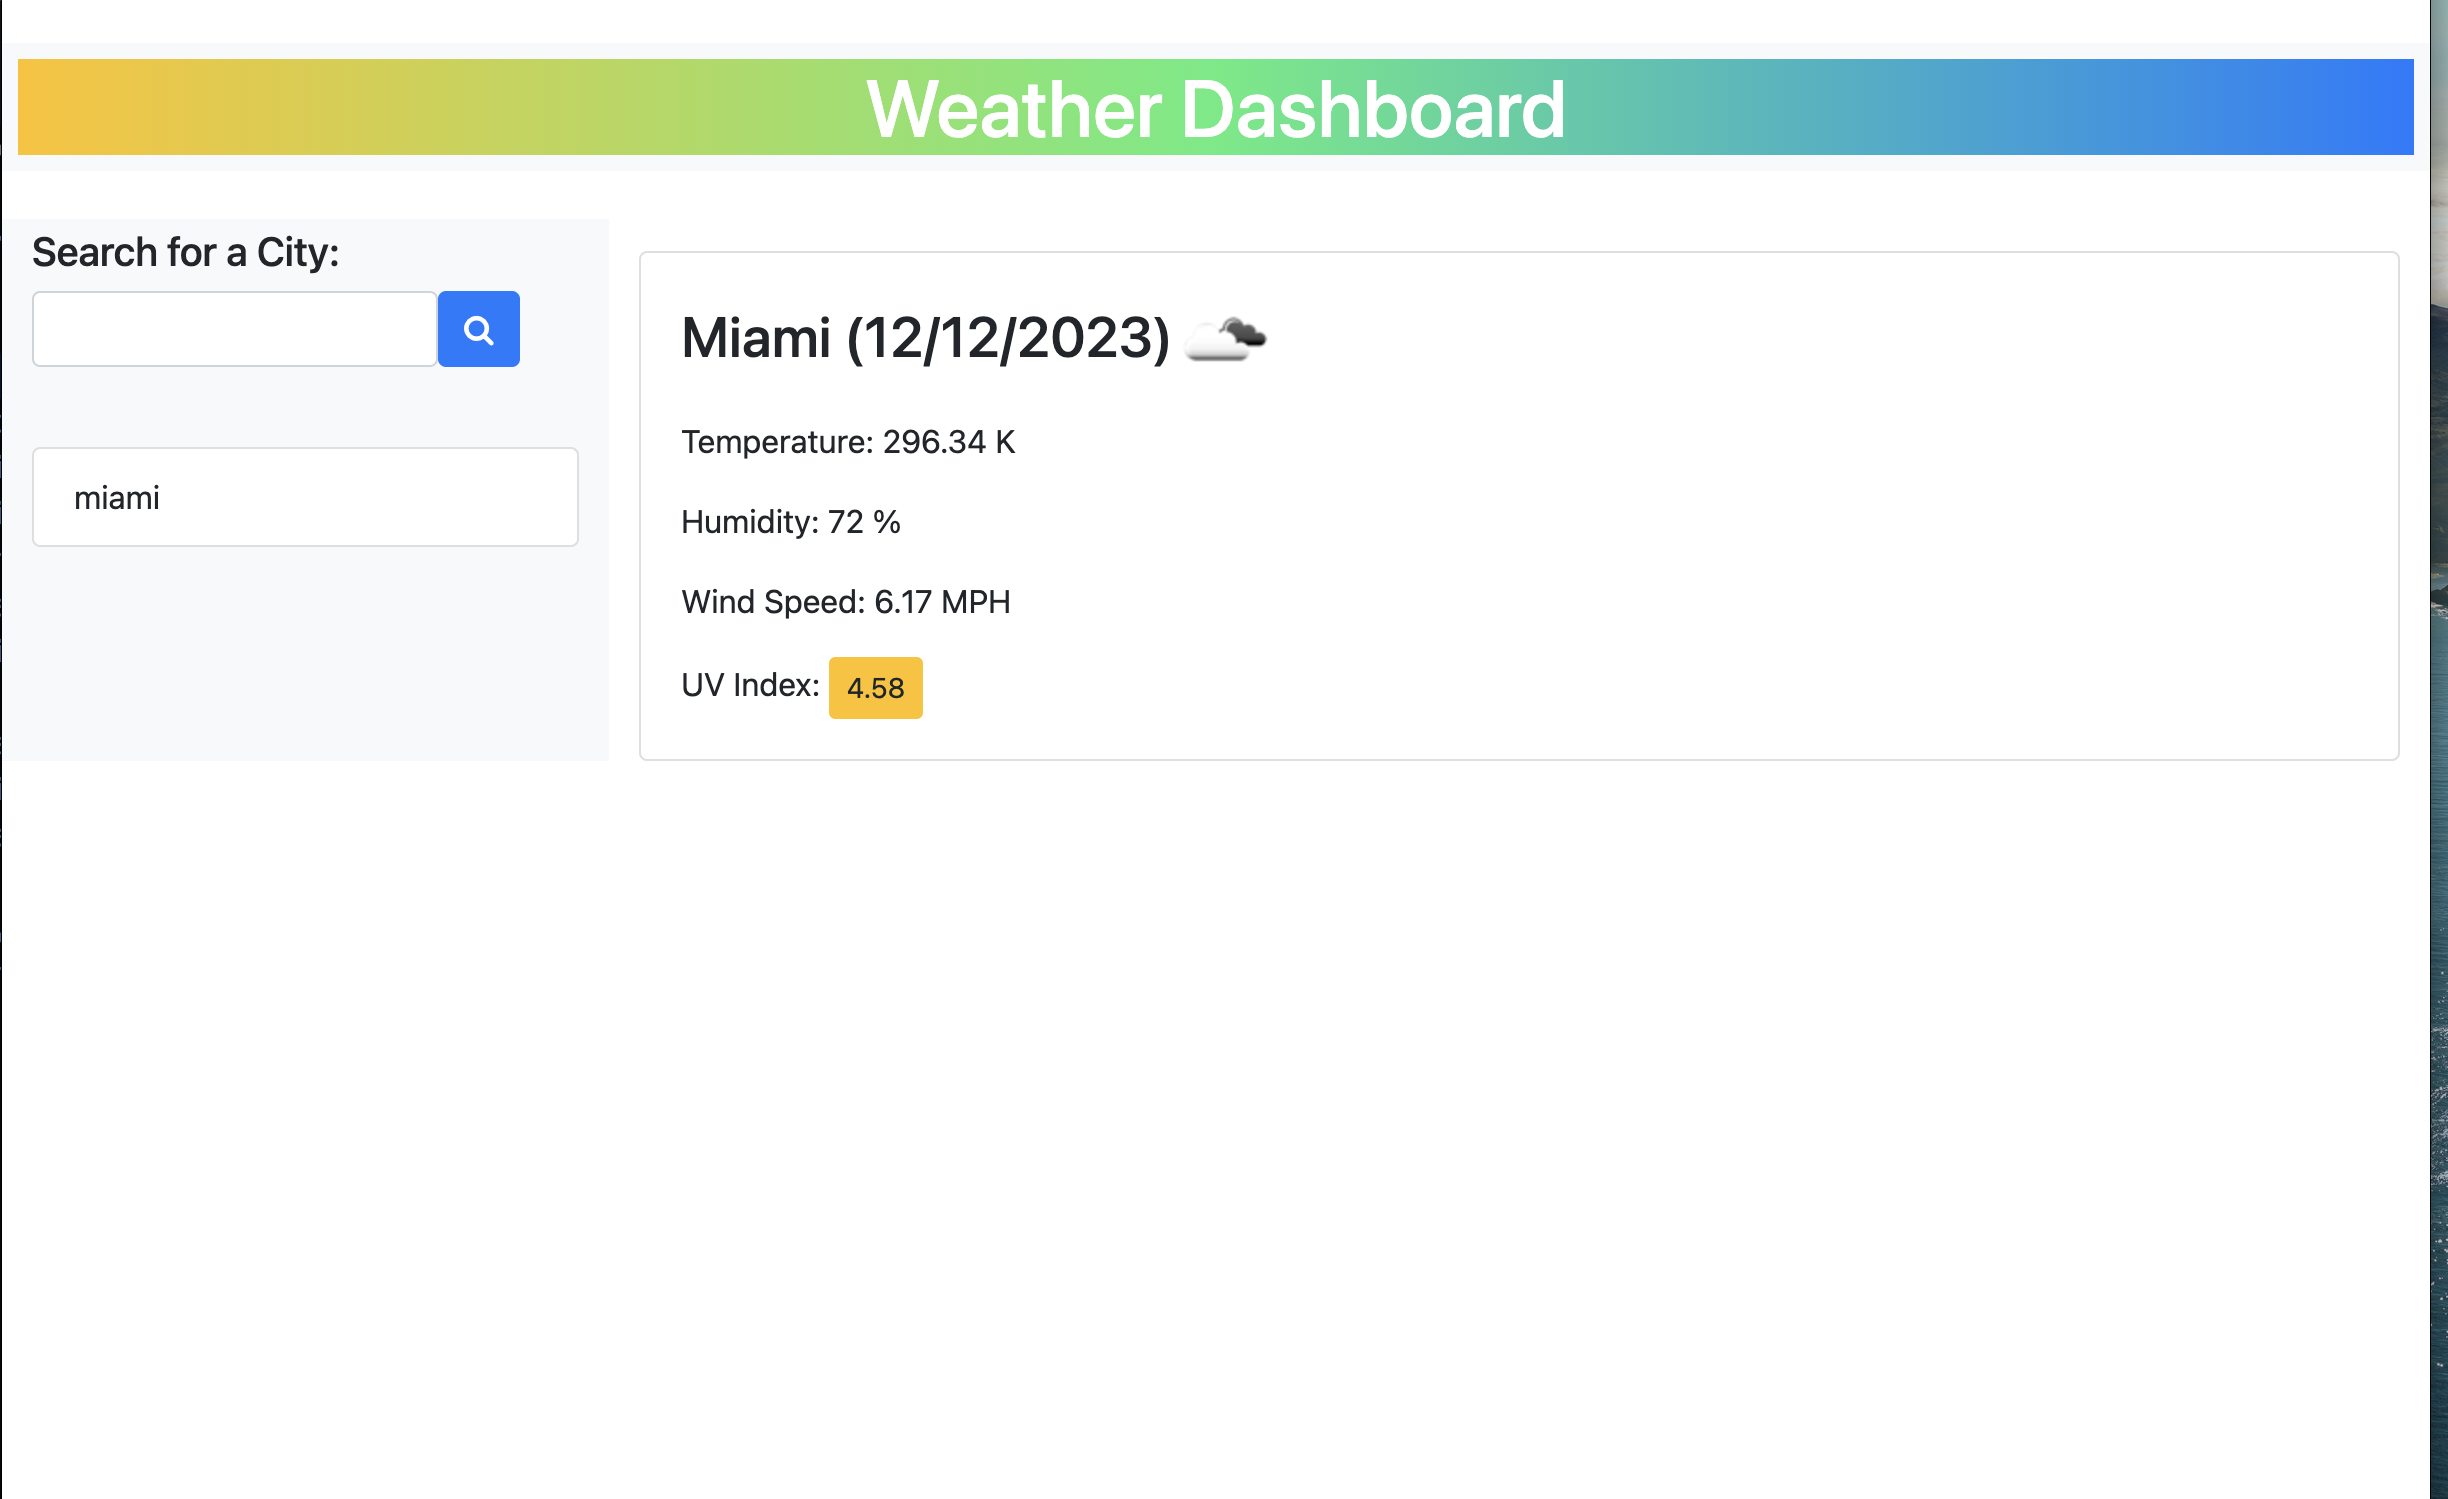 Weather Dashboard
Search for a City:
miami
Miami (12/12/2023)
Temperature: 296.34 K
Humidity: 72 %
Wind Speed: 6.17 MPH
UV Index: 4.58